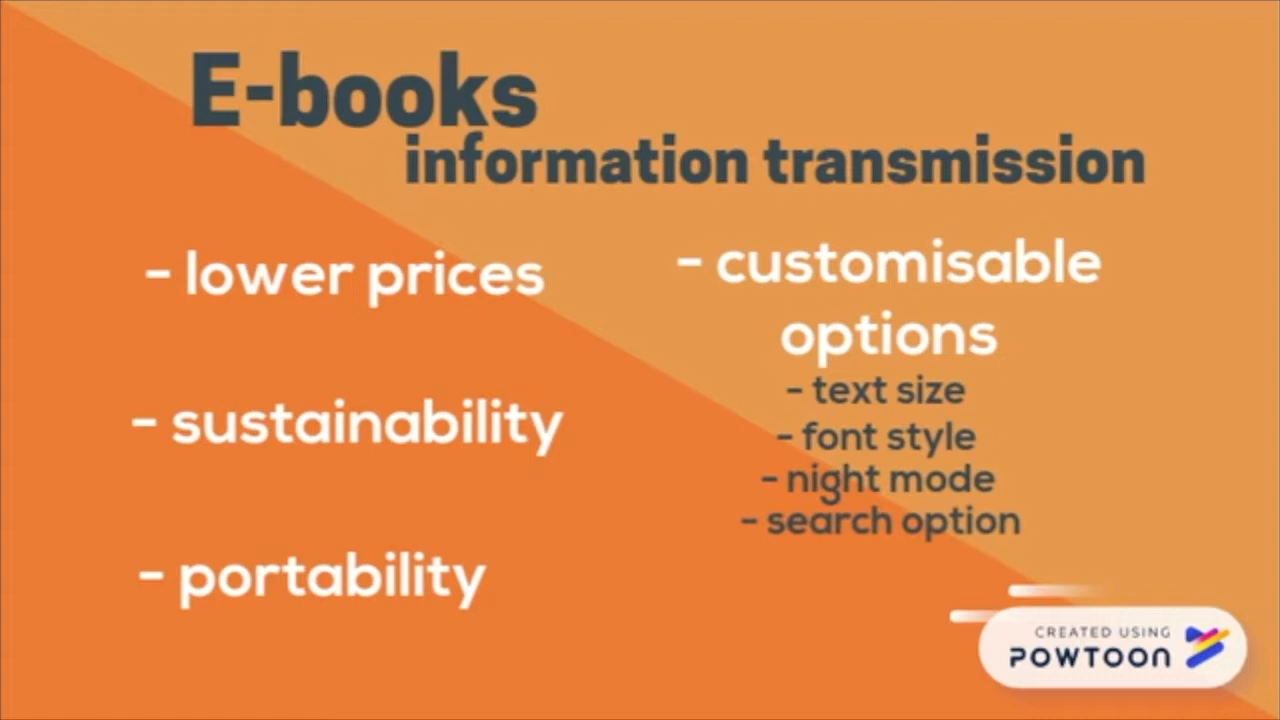 E-books
information transmission
- lower prices
- sustainability
- portability
- customisable
options
- text size
- font style
- night mode
- search option
CREATED USING
POWTOON